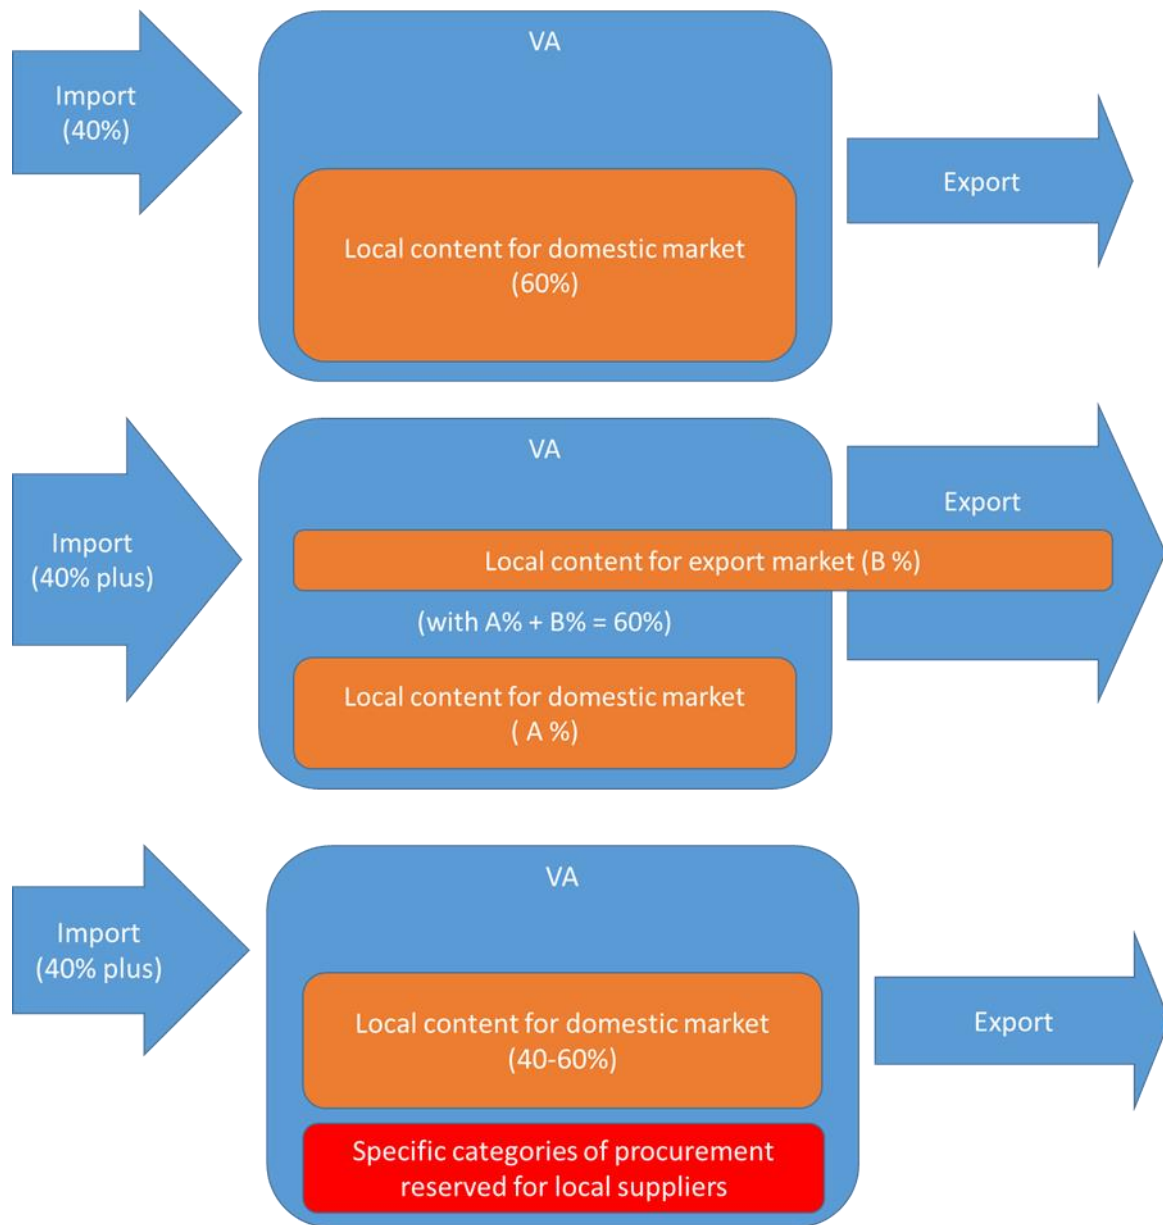 VA
Import
(40%)
Export
Local content for domestic market
(60%)
VA
Export
Import
(40% plus)
Local content for export market (B %)
(with A% + B% = 60%)
Local content for domestic market
( A %)
VA
Import
(40% plus)
Local content for domestic market
(40-60%)
Export
Specific categories of procurement
reserved for local suppliers